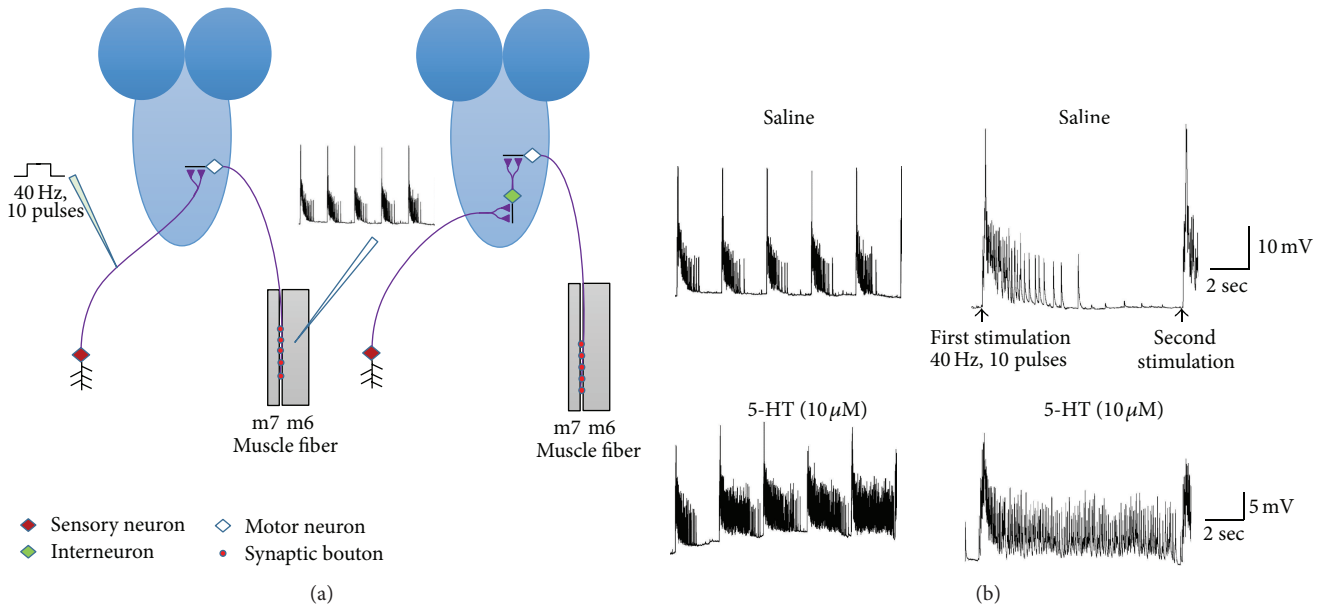 40 Hz,
10 pulses
m7 m6
Muscle fiber
m7 m6
Muscle fiber
Sensory neuron
Interneuron
Motor neuron
Synaptic bouton
(a)
Saline
Saline
10 mV
2 sec
First stimulation
40 Hz, 10 pulses
Second
stimulation
5-HT (10 μM)
5-HT (10 μM)
5 mV
2 sec
(b)